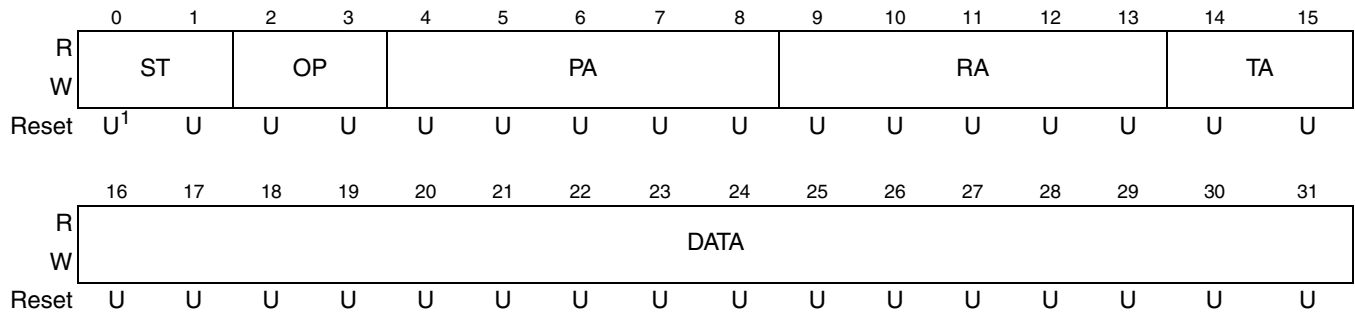 0 1 2 3 4 5 6 7 8 9 10 11 12 13 14 15
R
ST OP PA RA TA
W
Reset U1 U U U U U U U U U U U U U U U
16 17 18 19 20 21 22 23 24 25 26 27 28 29 30 31
R
DATA
W
Reset U U U U U U U U U U U U U U U U